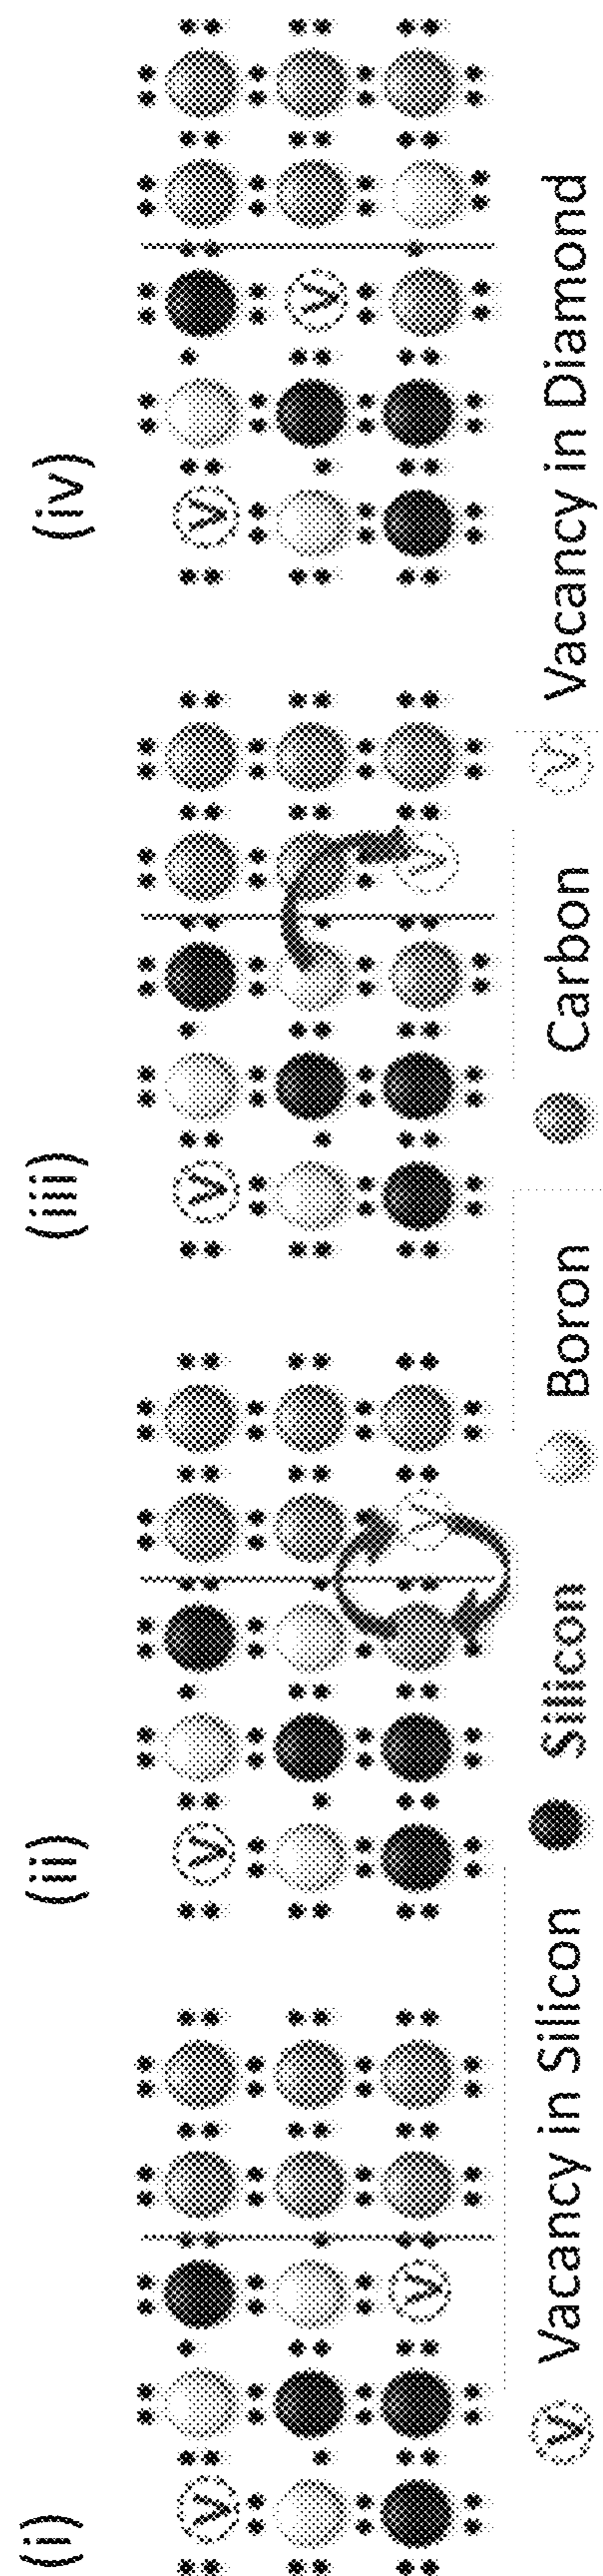 (i)
(ii)
(iii)
(iv)
V
V
V
V
V
V
V
V
V Vacancy in Silicon
Silicon
Boron
Carbon
V Vacancy in Diamond